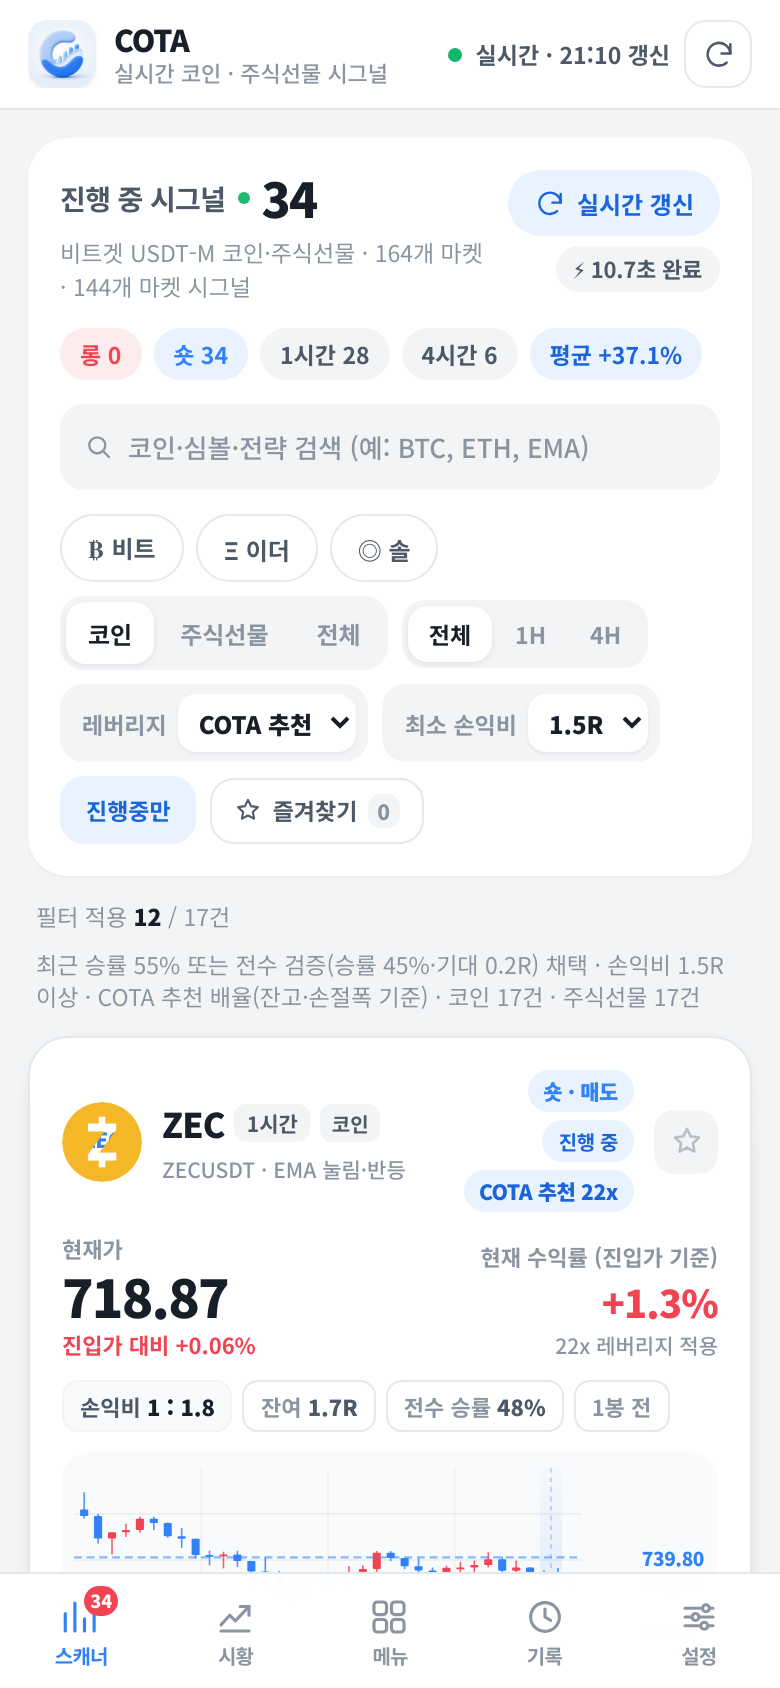 COTA
실시간 코인 · 주식선물 시그널
실시간 · 21:10 갱신
진행 중 시그널 34
실시간 갱신
비트겟 USDT-M 코인·주식선물 · 164개 마켓
· 144개 마켓 시그널
⚡ 10.7초 완료
롱 0 숏 34 1시간 28 4시간 6 평균 +37.1%
코인·심볼·전략 검색 (예: BTC, ETH, EMA)
₿ 비트 Ξ 이더 ◎ 솔
코인 주식선물 전체 전체 1H 4H
레버리지 COTA 추천 최소 손익비 1.5R
진행중만 즐겨찾기 0
필터 적용 12 / 17건
최근 승률 55% 또는 전수 검증(승률 45%·기대 0.2R) 채택 · 손익비 1.5R
이상 · COTA 추천 배율(잔고·손절폭 기준) · 코인 17건 · 주식선물 17건
ZEC 1시간 코인
ZECUSDT · EMA 눌림·반등
숏 · 매도
진행 중
COTA 추천 22x
현재가
718.87
진입가 대비 +0.06%
현재 수익률 (진입가 기준)
+1.3%
22x 레버리지 적용
손익비 1 : 1.8 잔여 1.7R 전수 승률 48% 1봉 전
739.80
34
스캐너 시황 메뉴 기록 설정